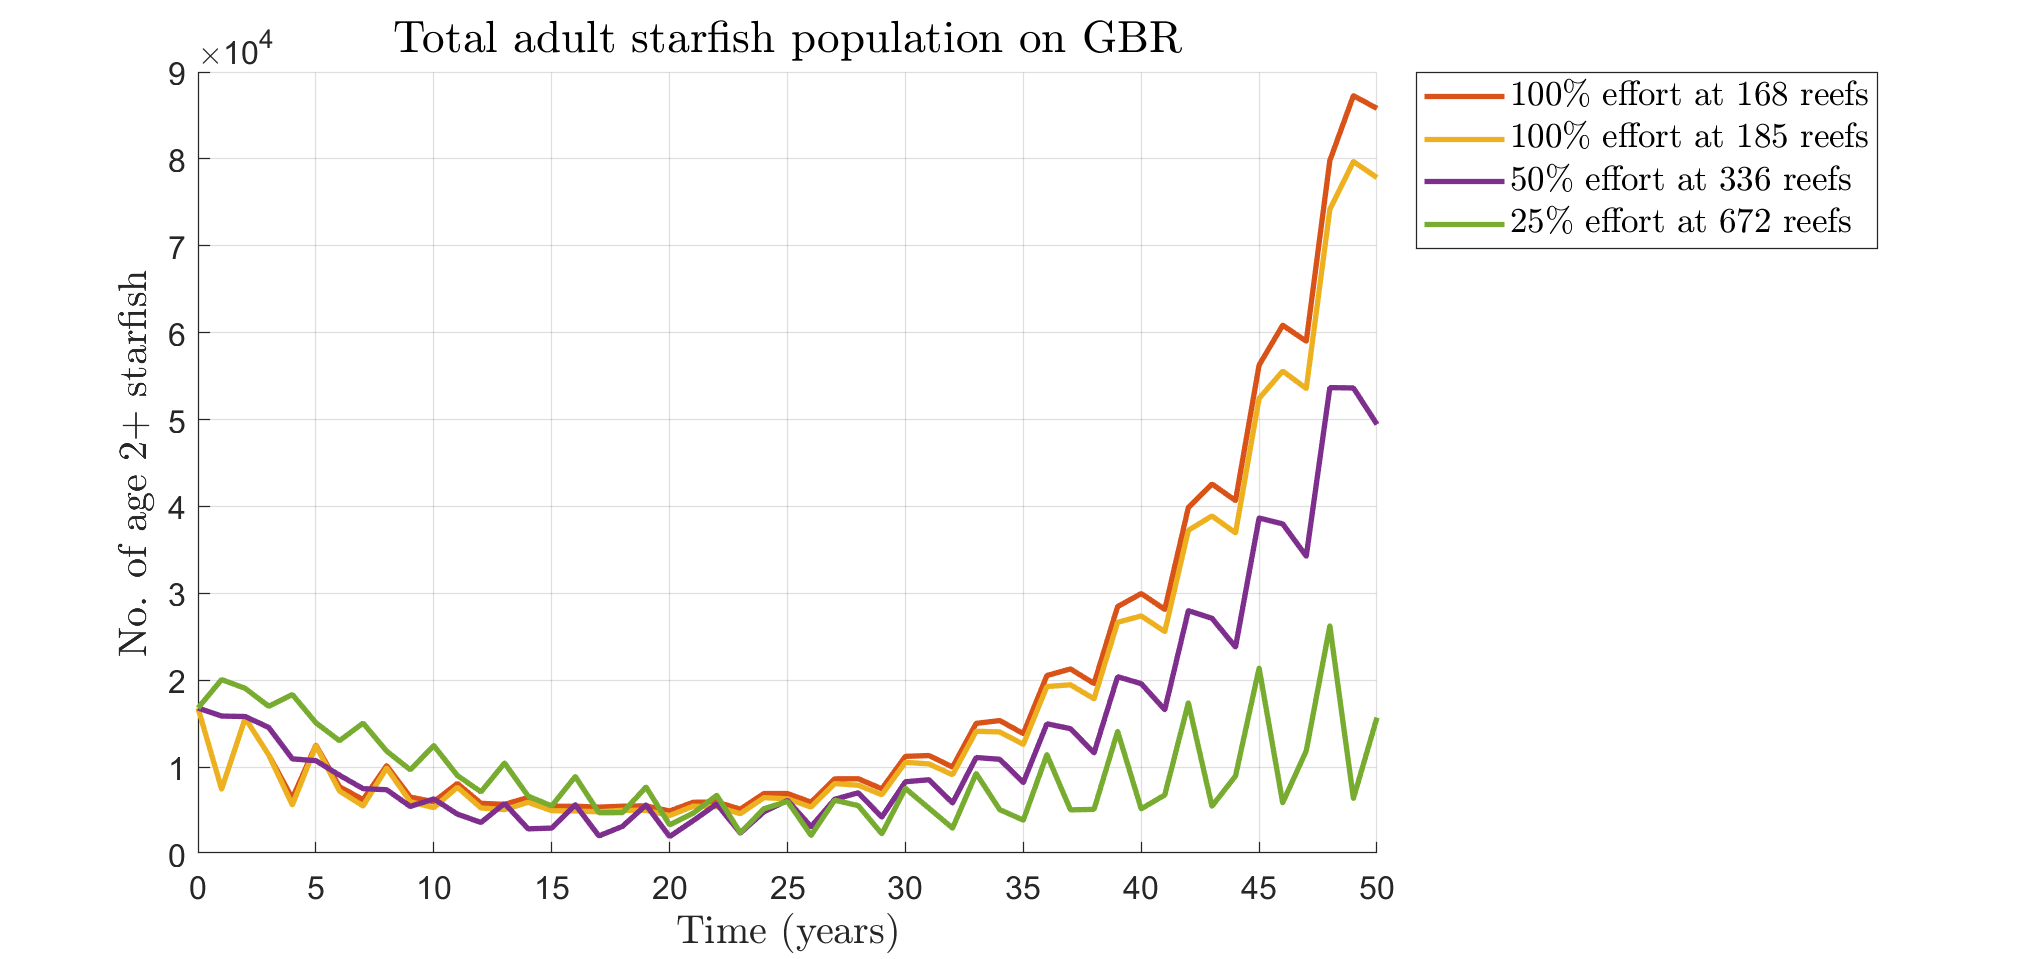 Total adult starfish population on GBR
×10⁴
9
8
7
6
5
4
3
2
1
0
No. of age 2+ starfish
0 5 10 15 20 25 30 35 40 45 50
Time (years)
100% effort at 168 reefs
100% effort at 185 reefs
50% effort at 336 reefs
25% effort at 672 reefs